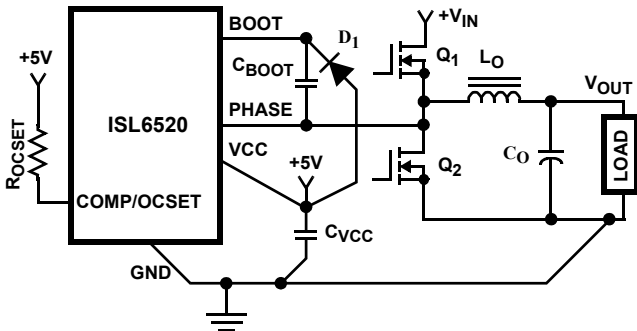 BOOT
+VIN
D1
+5V
CBOOT
Q1
LO
VOUT
ISL6520
PHASE
ROCSET
VCC
+5V
Q2
CO
LOAD
COMP/OCSET
CVCC
GND